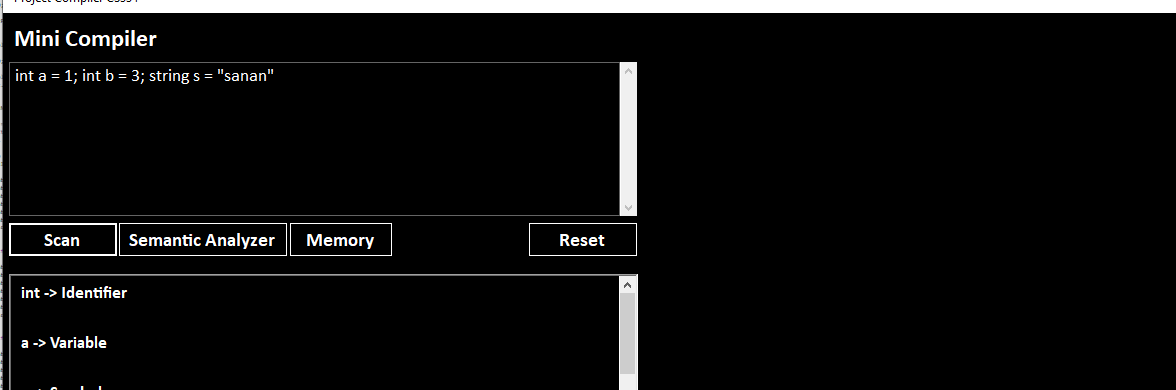 Mini Compiler
int a = 1; int b = 3; string s = "sanan"
Scan
Semantic Analyzer
Memory
Reset
int -> Identifier
a -> Variable